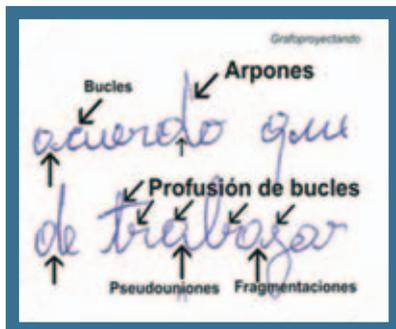 Grafoproyectando
Bucles
Arpones
acuerdo que
Profusión de bucles
de trabajar
Pseudouniones Fragmentaciones